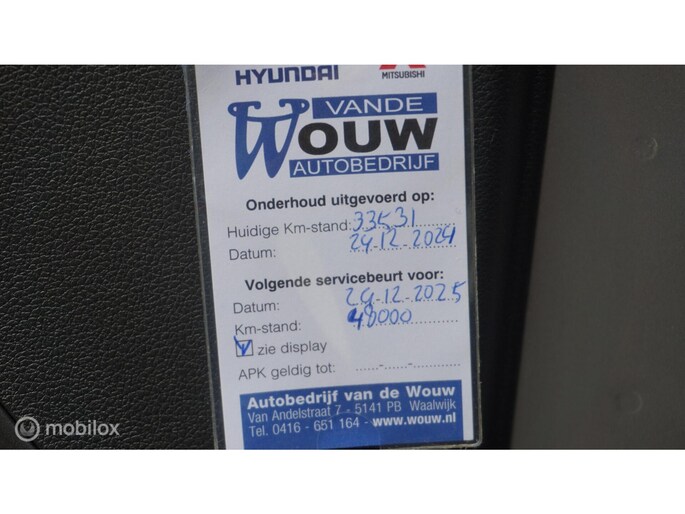 HYUNDAI MITSUBISHI
VAN DE
WOUW
AUTOBEDRIJF
Onderhoud uitgevoerd op:
Huidige Km-stand: 33531
Datum: 24-12-2024
Volgende servicebeurt voor:
Datum: 24-12-2025
Km-stand: 48000
zie display
APK geldig tot: ......-......-............
Autobedrijf van de Wouw
Van Andelstraat 7 - 5141 PB Waalwijk
Tel. 0416 - 651 164 - www.wouw.nl
mobilox